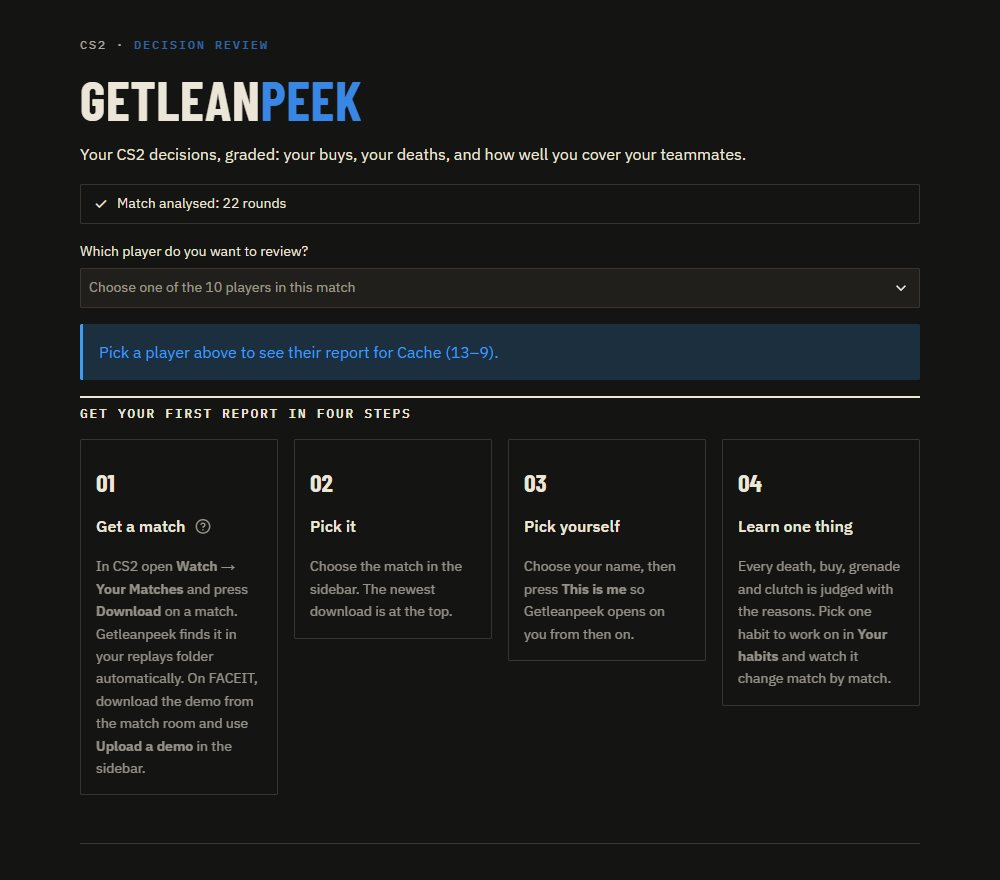 CS2 · DECISION REVIEW
GETLEANPEEK
Your CS2 decisions, graded: your buys, your deaths, and how well you cover your teammates.
Match analysed: 22 rounds
Which player do you want to review?
Choose one of the 10 players in this match
Pick a player above to see their report for Cache (13–9).
GET YOUR FIRST REPORT IN FOUR STEPS
01
Get a match
In CS2 open Watch →
Your Matches and press
Download on a match.
Getleanpeek finds it in
your replays folder
automatically. On FACEIT,
download the demo from
the match room and use
Upload a demo in the
sidebar.
02
Pick it
Choose the match in the
sidebar. The newest
download is at the top.
03
Pick yourself
Choose your name, then
press This is me so
Getleanpeek opens on
you from then on.
04
Learn one thing
Every death, buy, grenade
and clutch is judged with
the reasons. Pick one
habit to work on in Your
habits and watch it
change match by match.